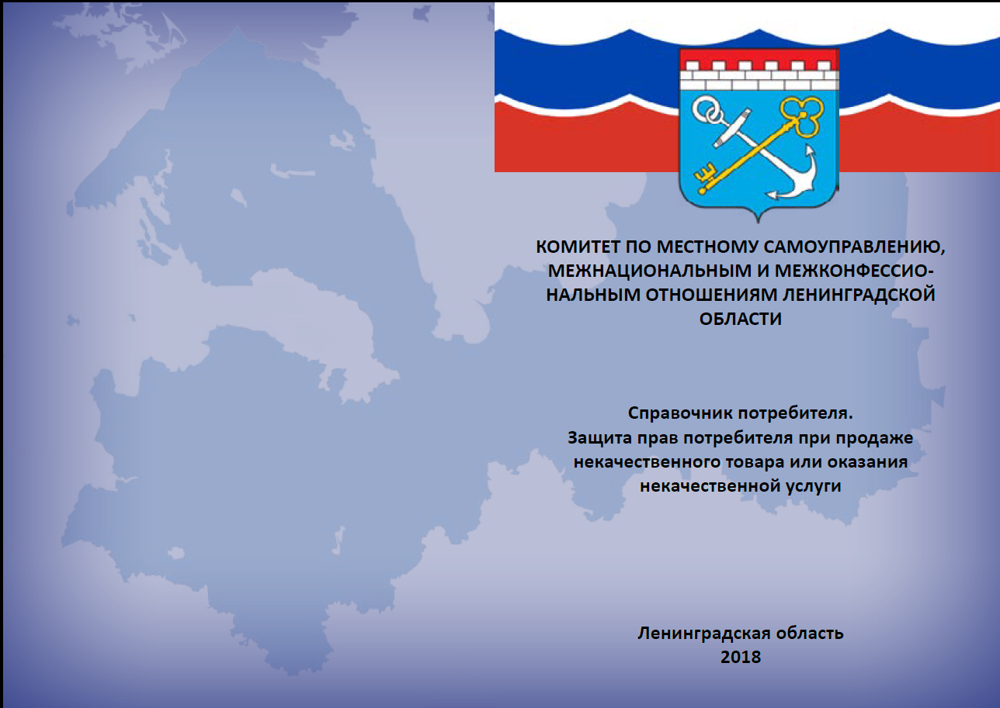 КОМИТЕТ ПО МЕСТНОМУ САМОУПРАВЛЕНИЮ,
МЕЖНАЦИОНАЛЬНЫМ И МЕЖКОНФЕССИО-
НАЛЬНЫМ ОТНОШЕНИЯМ ЛЕНИНГРАДСКОЙ
ОБЛАСТИ
Справочник потребителя.
Защита прав потребителя при продаже
некачественного товара или оказания
некачественной услуги
Ленинградская область
2018